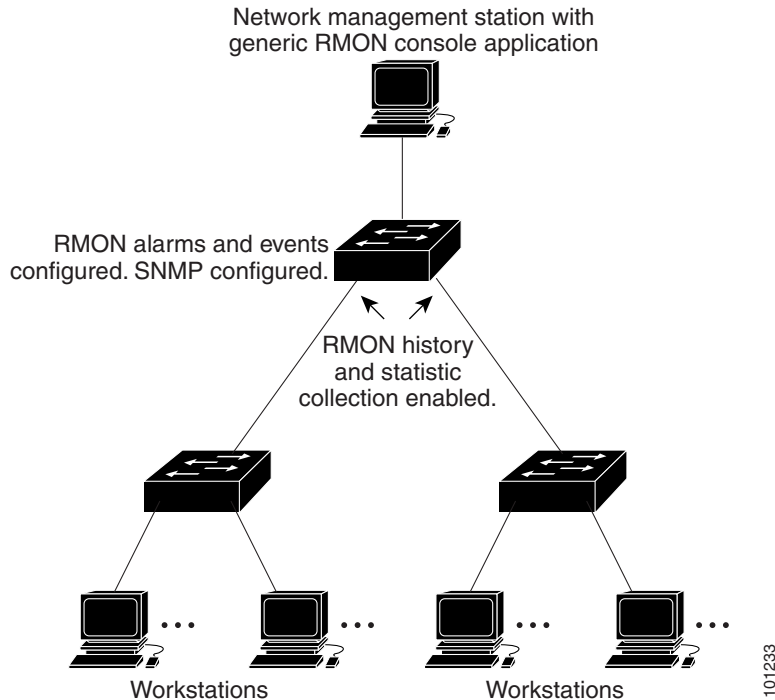 Network management station with
generic RMON console application
RMON alarms and events
configured. SNMP configured.
RMON history
and statistic
collection enabled.
Workstations
Workstations
101233